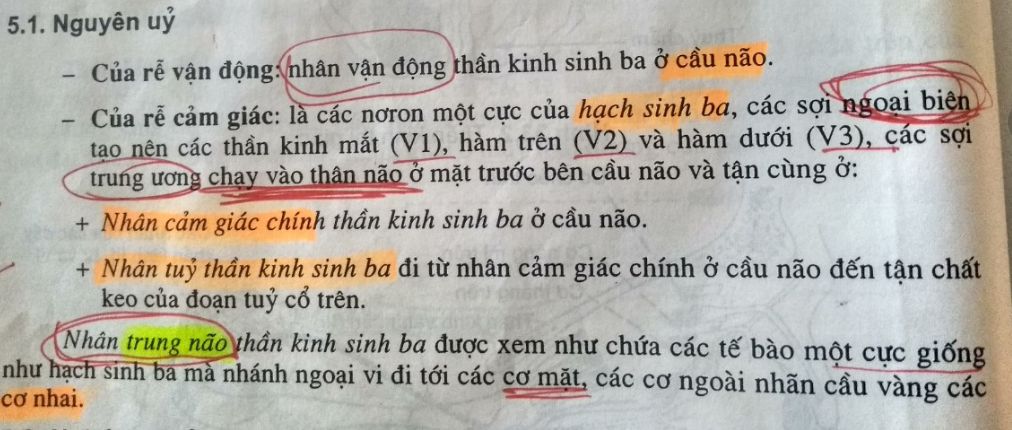 5.1. Nguyên uỷ
– Của rễ vận động: nhân vận động thần kinh sinh ba ở cầu não.
– Của rễ cảm giác: là các nơron một cực của hạch sinh ba, các sợi ngoại biên
tạo nên các thần kinh mắt (V1), hàm trên (V2) và hàm dưới (V3), các sợi
trung ương chạy vào thân não ở mặt trước bên cầu não và tận cùng ở:
+ Nhân cảm giác chính thần kinh sinh ba ở cầu não.
+ Nhân tuỷ thần kinh sinh ba đi từ nhân cảm giác chính ở cầu não đến tận chất
keo của đoạn tuỷ cổ trên.
Nhân trung não thần kinh sinh ba được xem như chứa các tế bào một cực giống
như hạch sinh ba mà nhánh ngoại vi đi tới các cơ mặt, các cơ ngoài nhãn cầu vàng các
cơ nhai.